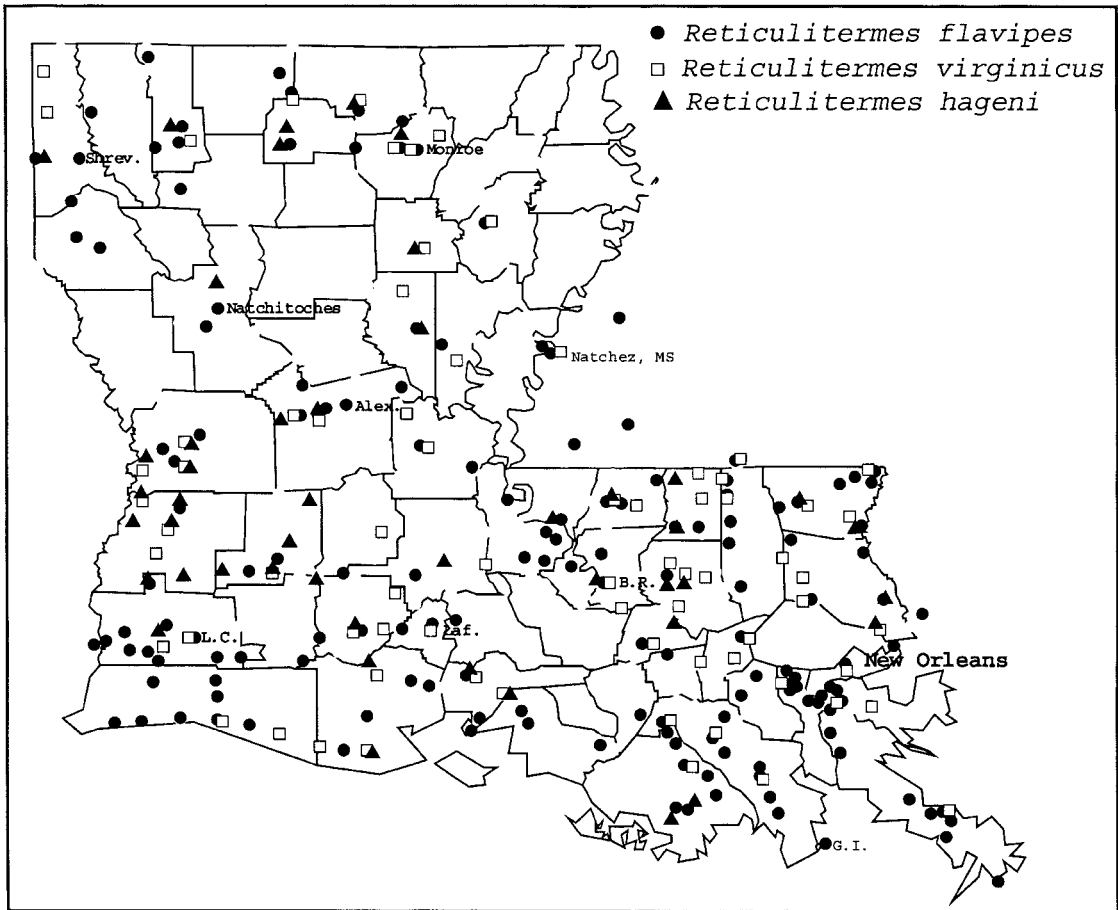 Reticulitermes flavipes
Reticulitermes virginicus
Reticulitermes hageni
Shrev.
Monroe
Natchitoches
Natchez, MS
Alex.
B.R.
L.C.
Laf.
New Orleans
G.I.